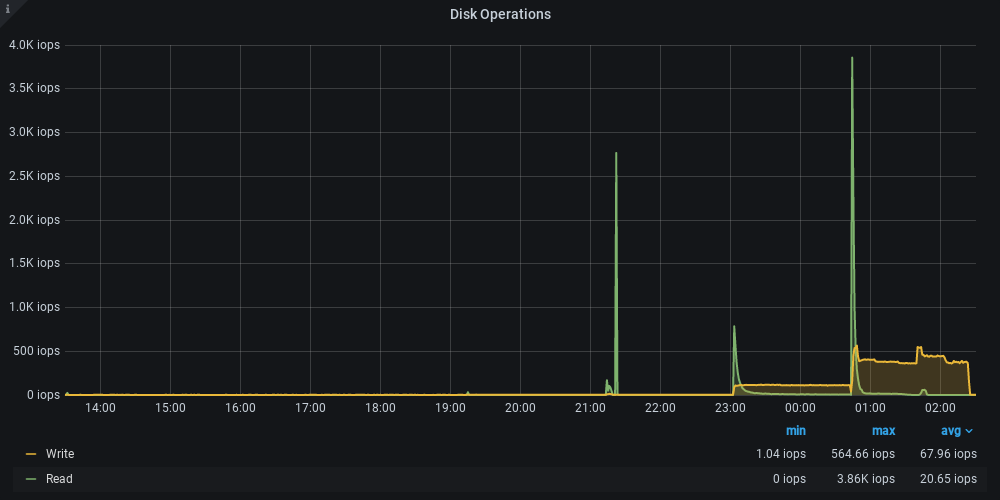 i
Disk Operations
4.0K iops
3.5K iops
3.0K iops
2.5K iops
2.0K iops
1.5K iops
1.0K iops
500 iops
0 iops
14:00 15:00 16:00 17:00 18:00 19:00 20:00 21:00 22:00 23:00 00:00 01:00 02:00
min max avg
Write 1.04 iops 564.66 iops 67.96 iops
Read 0 iops 3.86K iops 20.65 iops